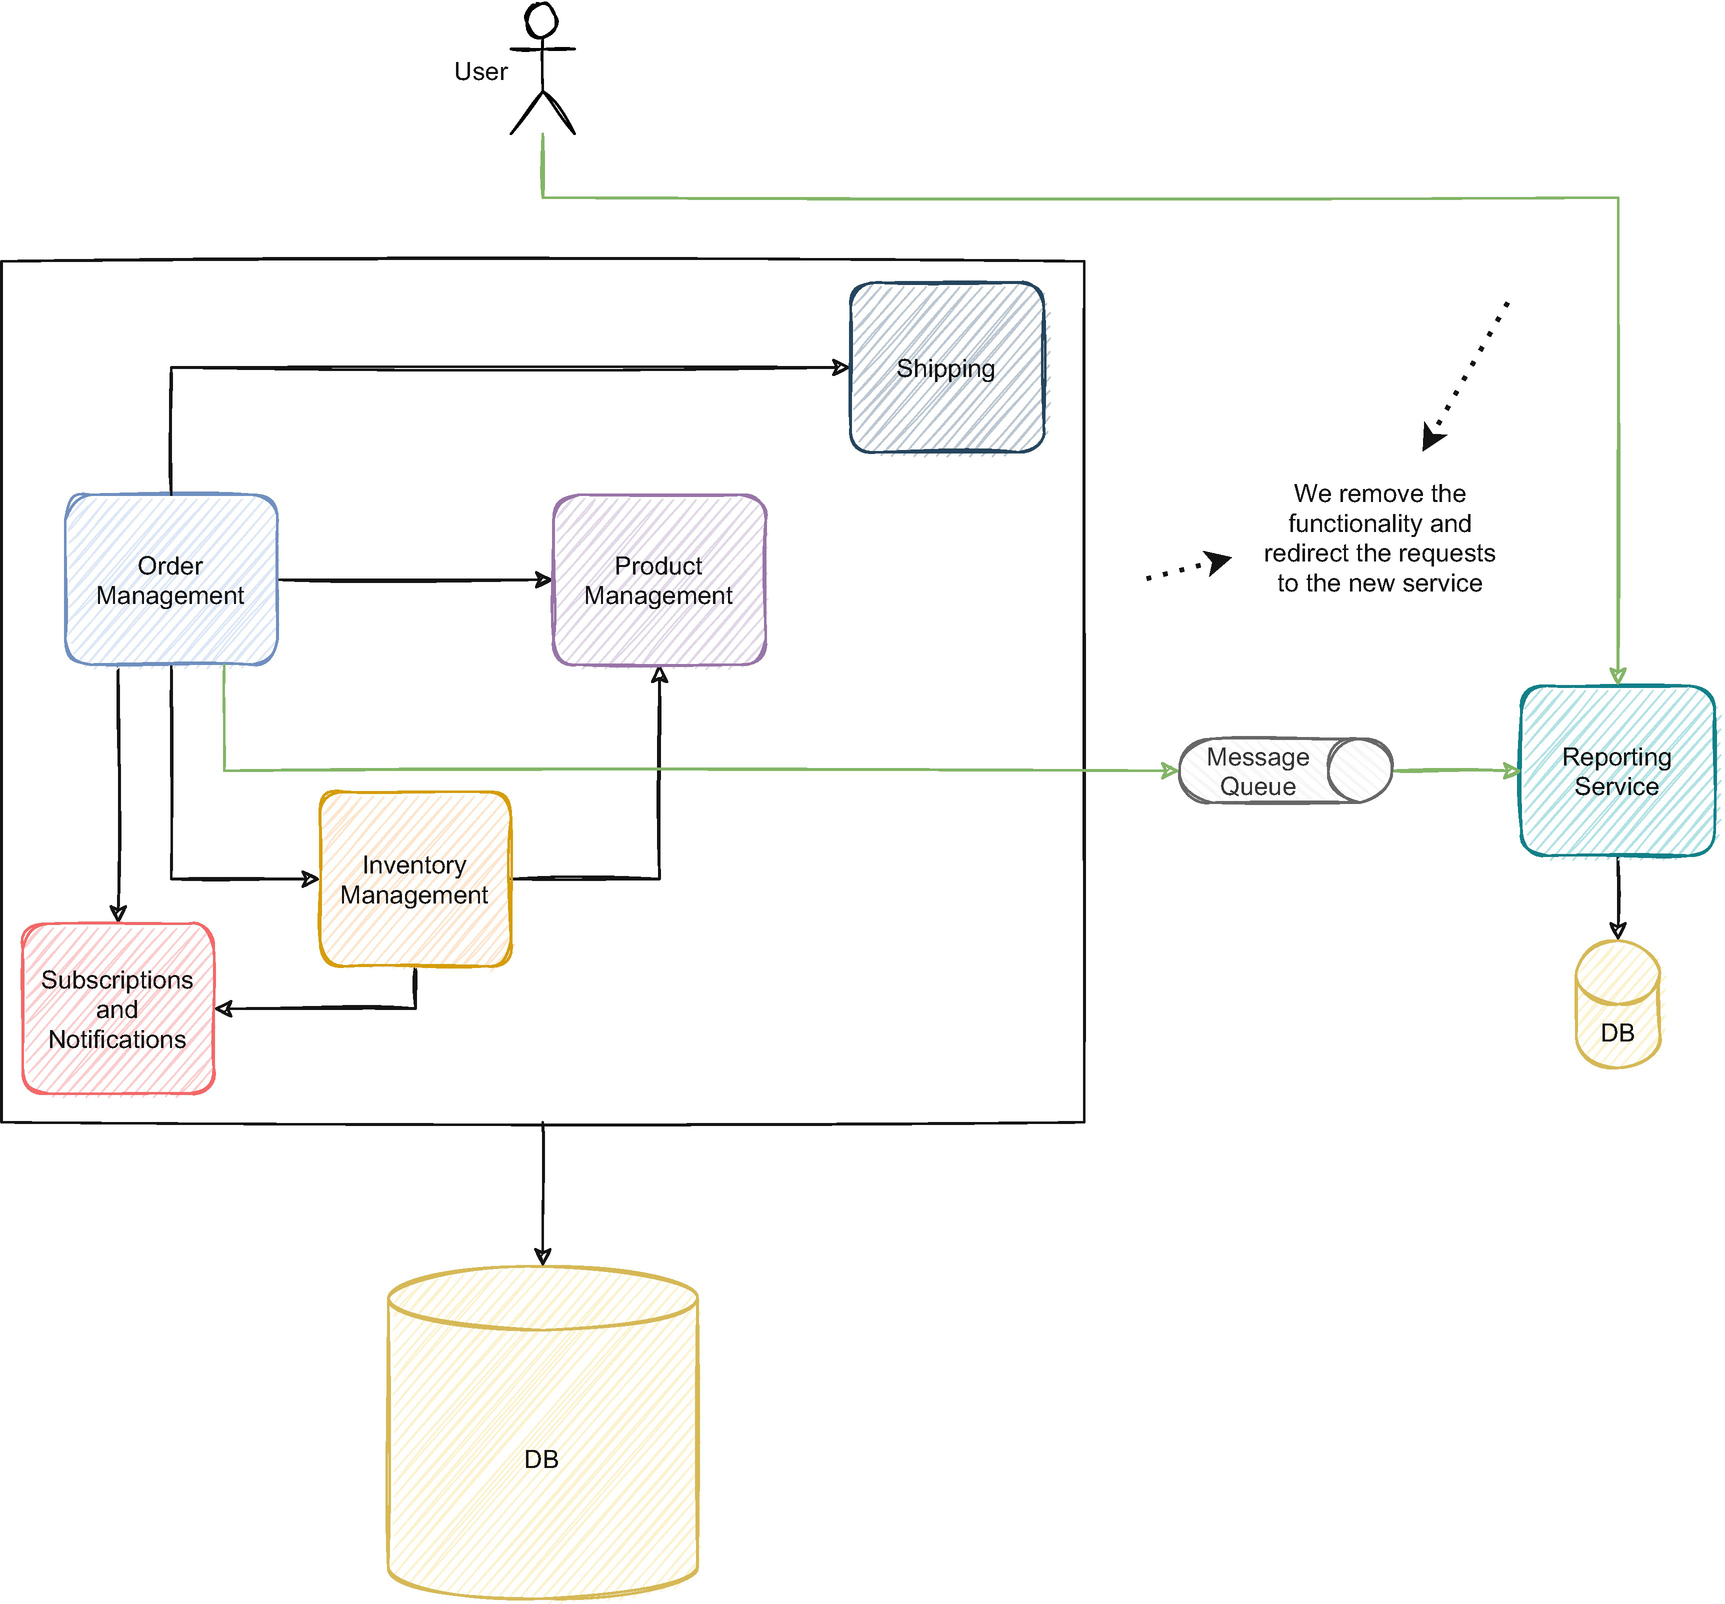 User
Shipping
We remove the
functionality and
redirect the requests
to the new service
Order
Management
Product
Management
Message
Queue
Reporting
Service
Inventory
Management
Subscriptions
and
Notifications
DB
DB